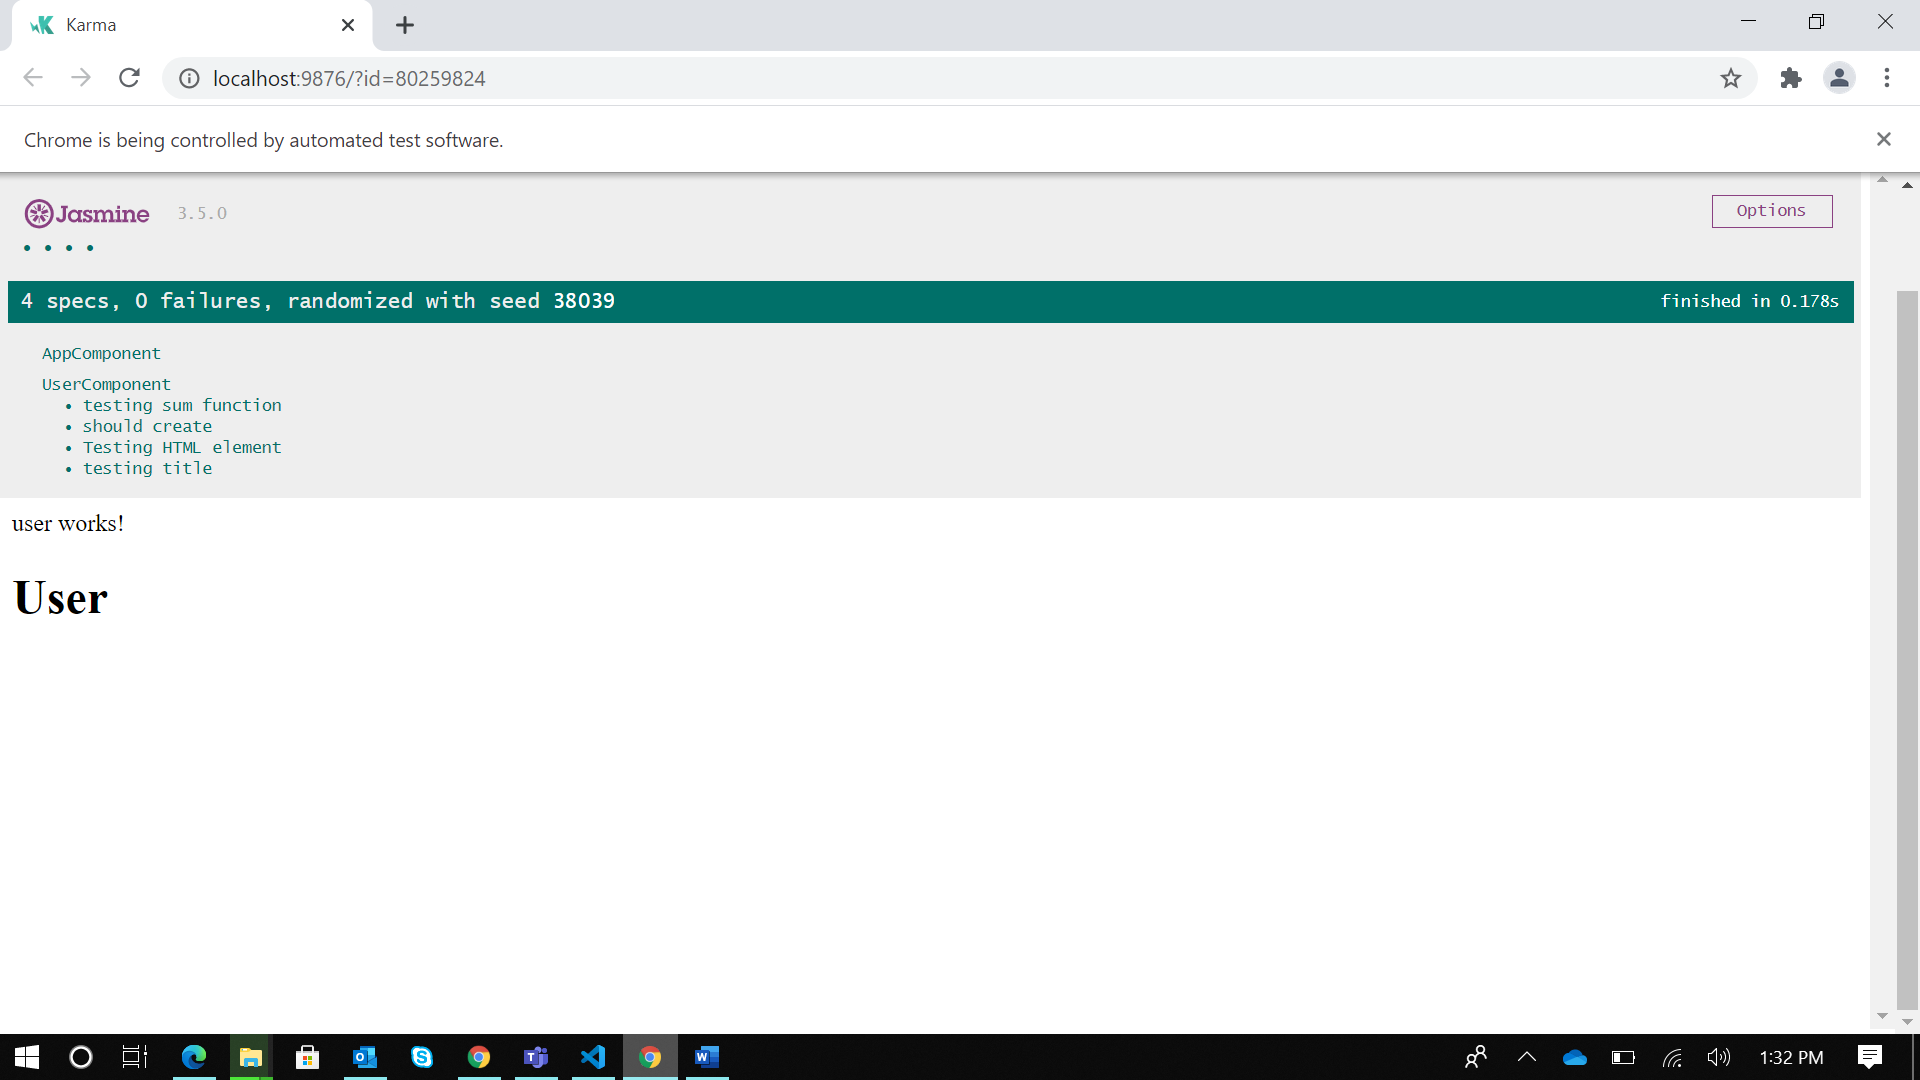 Karma
localhost:9876/?id=80259824
Chrome is being controlled by automated test software.
Jasmine 3.5.0
Options
• • • •
4 specs, 0 failures, randomized with seed 38039
finished in 0.178s
AppComponent
UserComponent
• testing sum function
• should create
• Testing HTML element
• testing title
user works!
User
1:32 PM